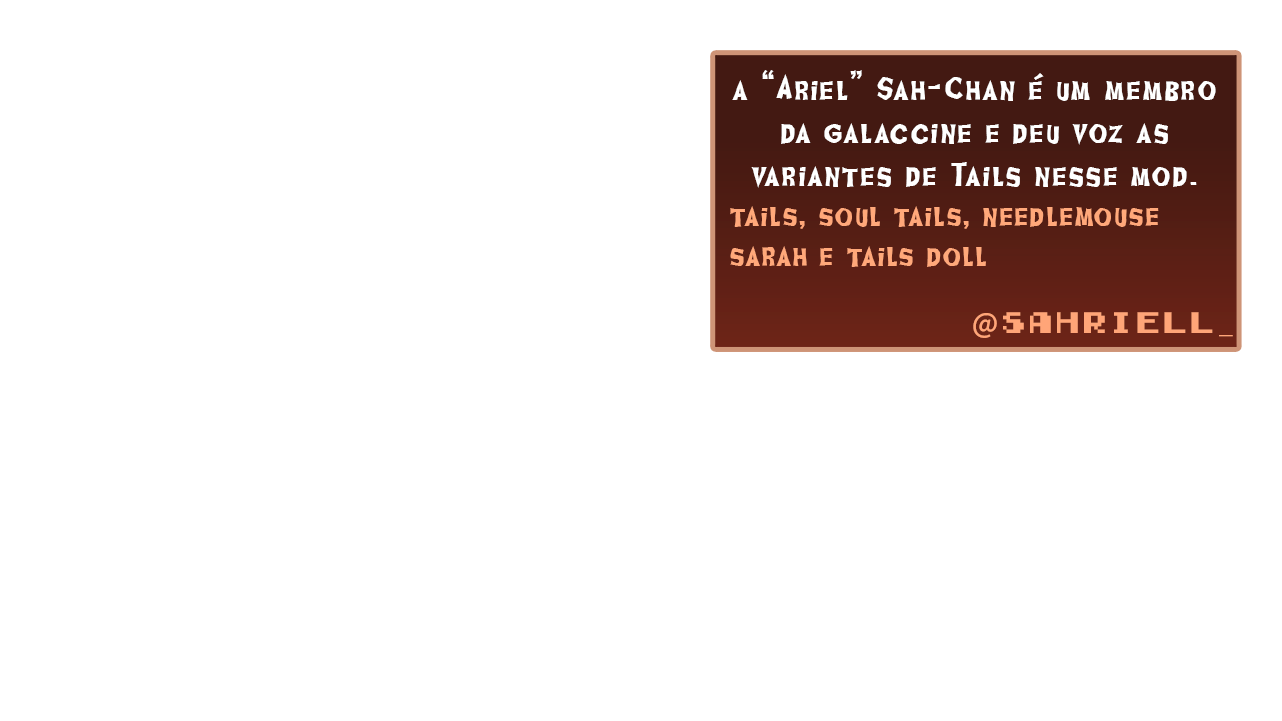 a “Ariel” Sah-Chan é um membro
da galaccine e deu voz as
variantes de Tails nesse mod.
tails, soul tails, needlemouse
sarah e tails doll
@SAHRIELL_